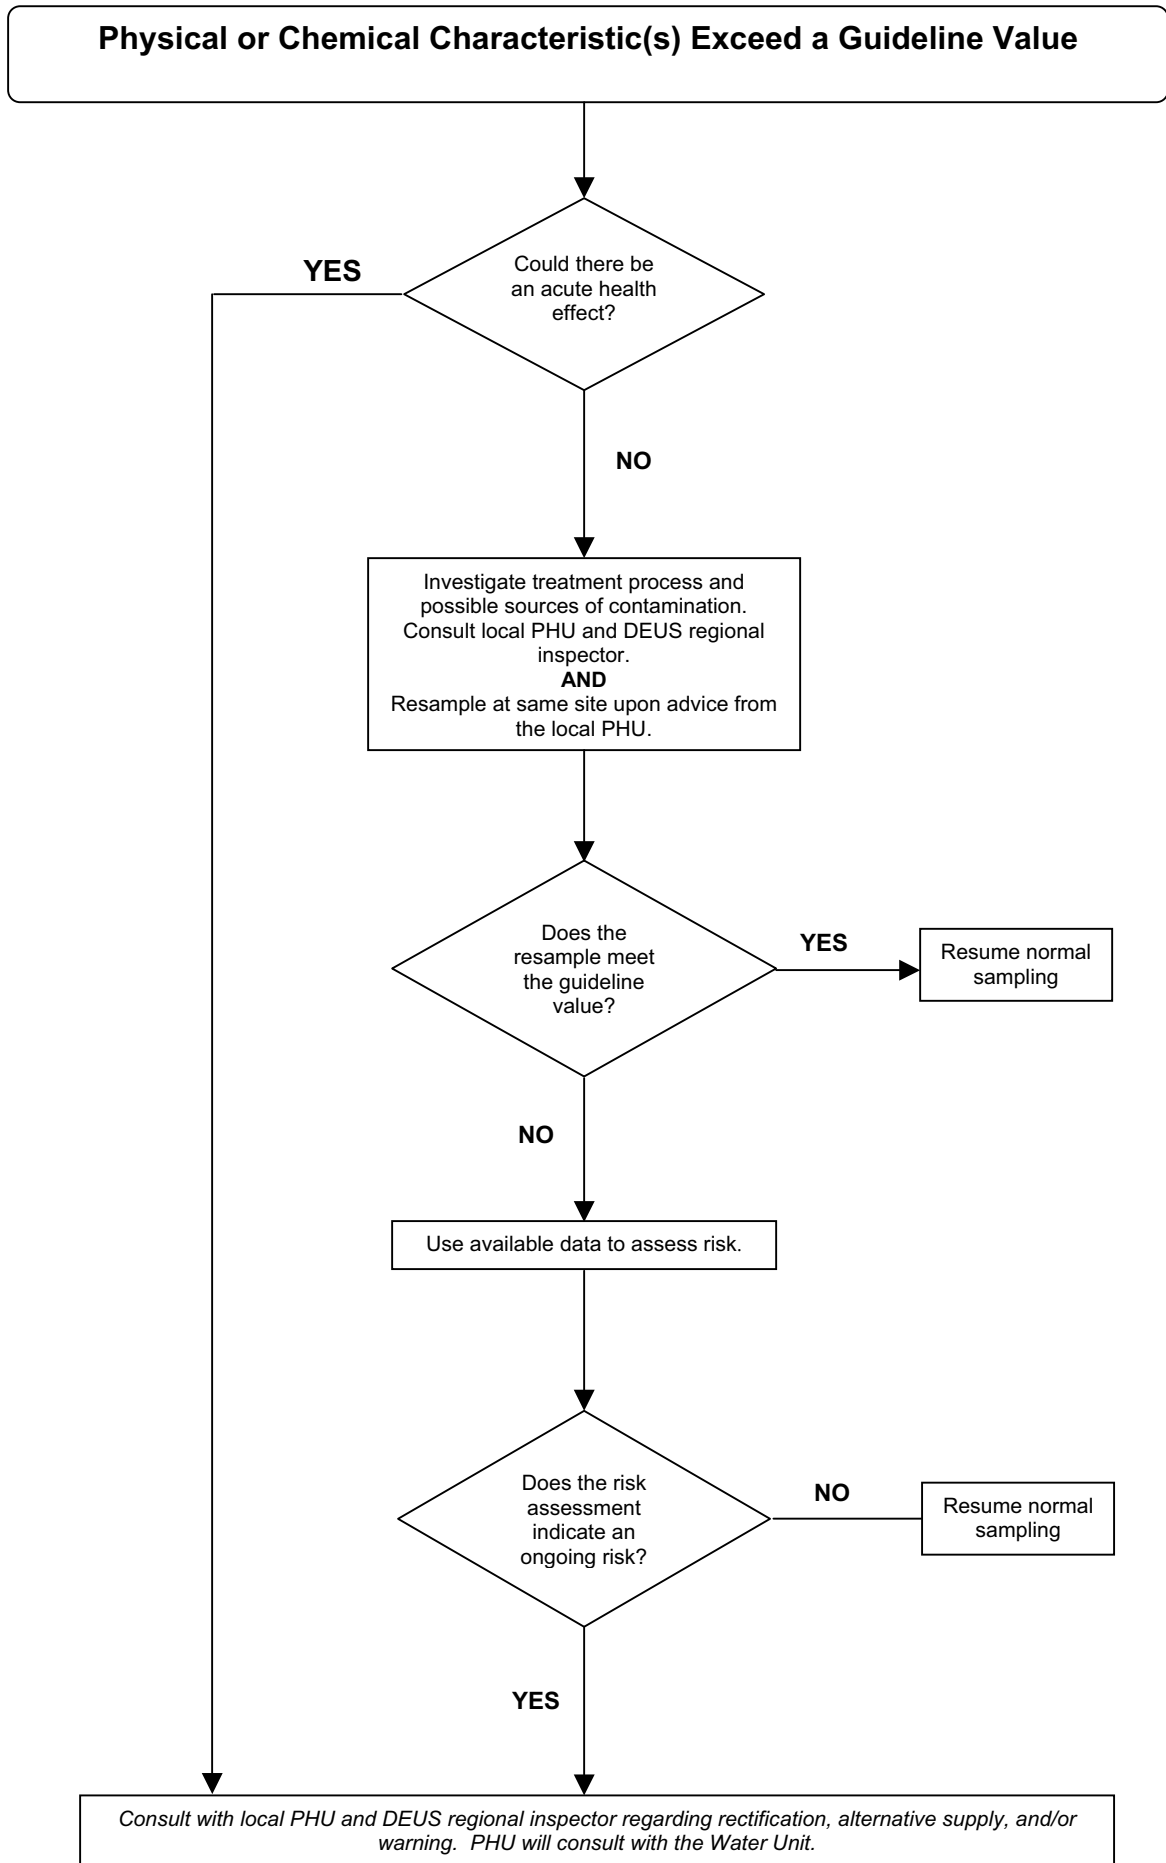 Physical or Chemical Characteristic(s) Exceed a Guideline Value
Could there be
an acute health
effect?
YES
NO
Investigate treatment process and
possible sources of contamination.
Consult local PHU and DEUS regional
inspector.
AND
Resample at same site upon advice from
the local PHU.
Does the
resample meet
the guideline
value?
YES
Resume normal
sampling
NO
Use available data to assess risk.
Does the risk
assessment
indicate an
ongoing risk?
NO
Resume normal
sampling
YES
Consult with local PHU and DEUS regional inspector regarding rectification, alternative supply, and/or
warning.  PHU will consult with the Water Unit.